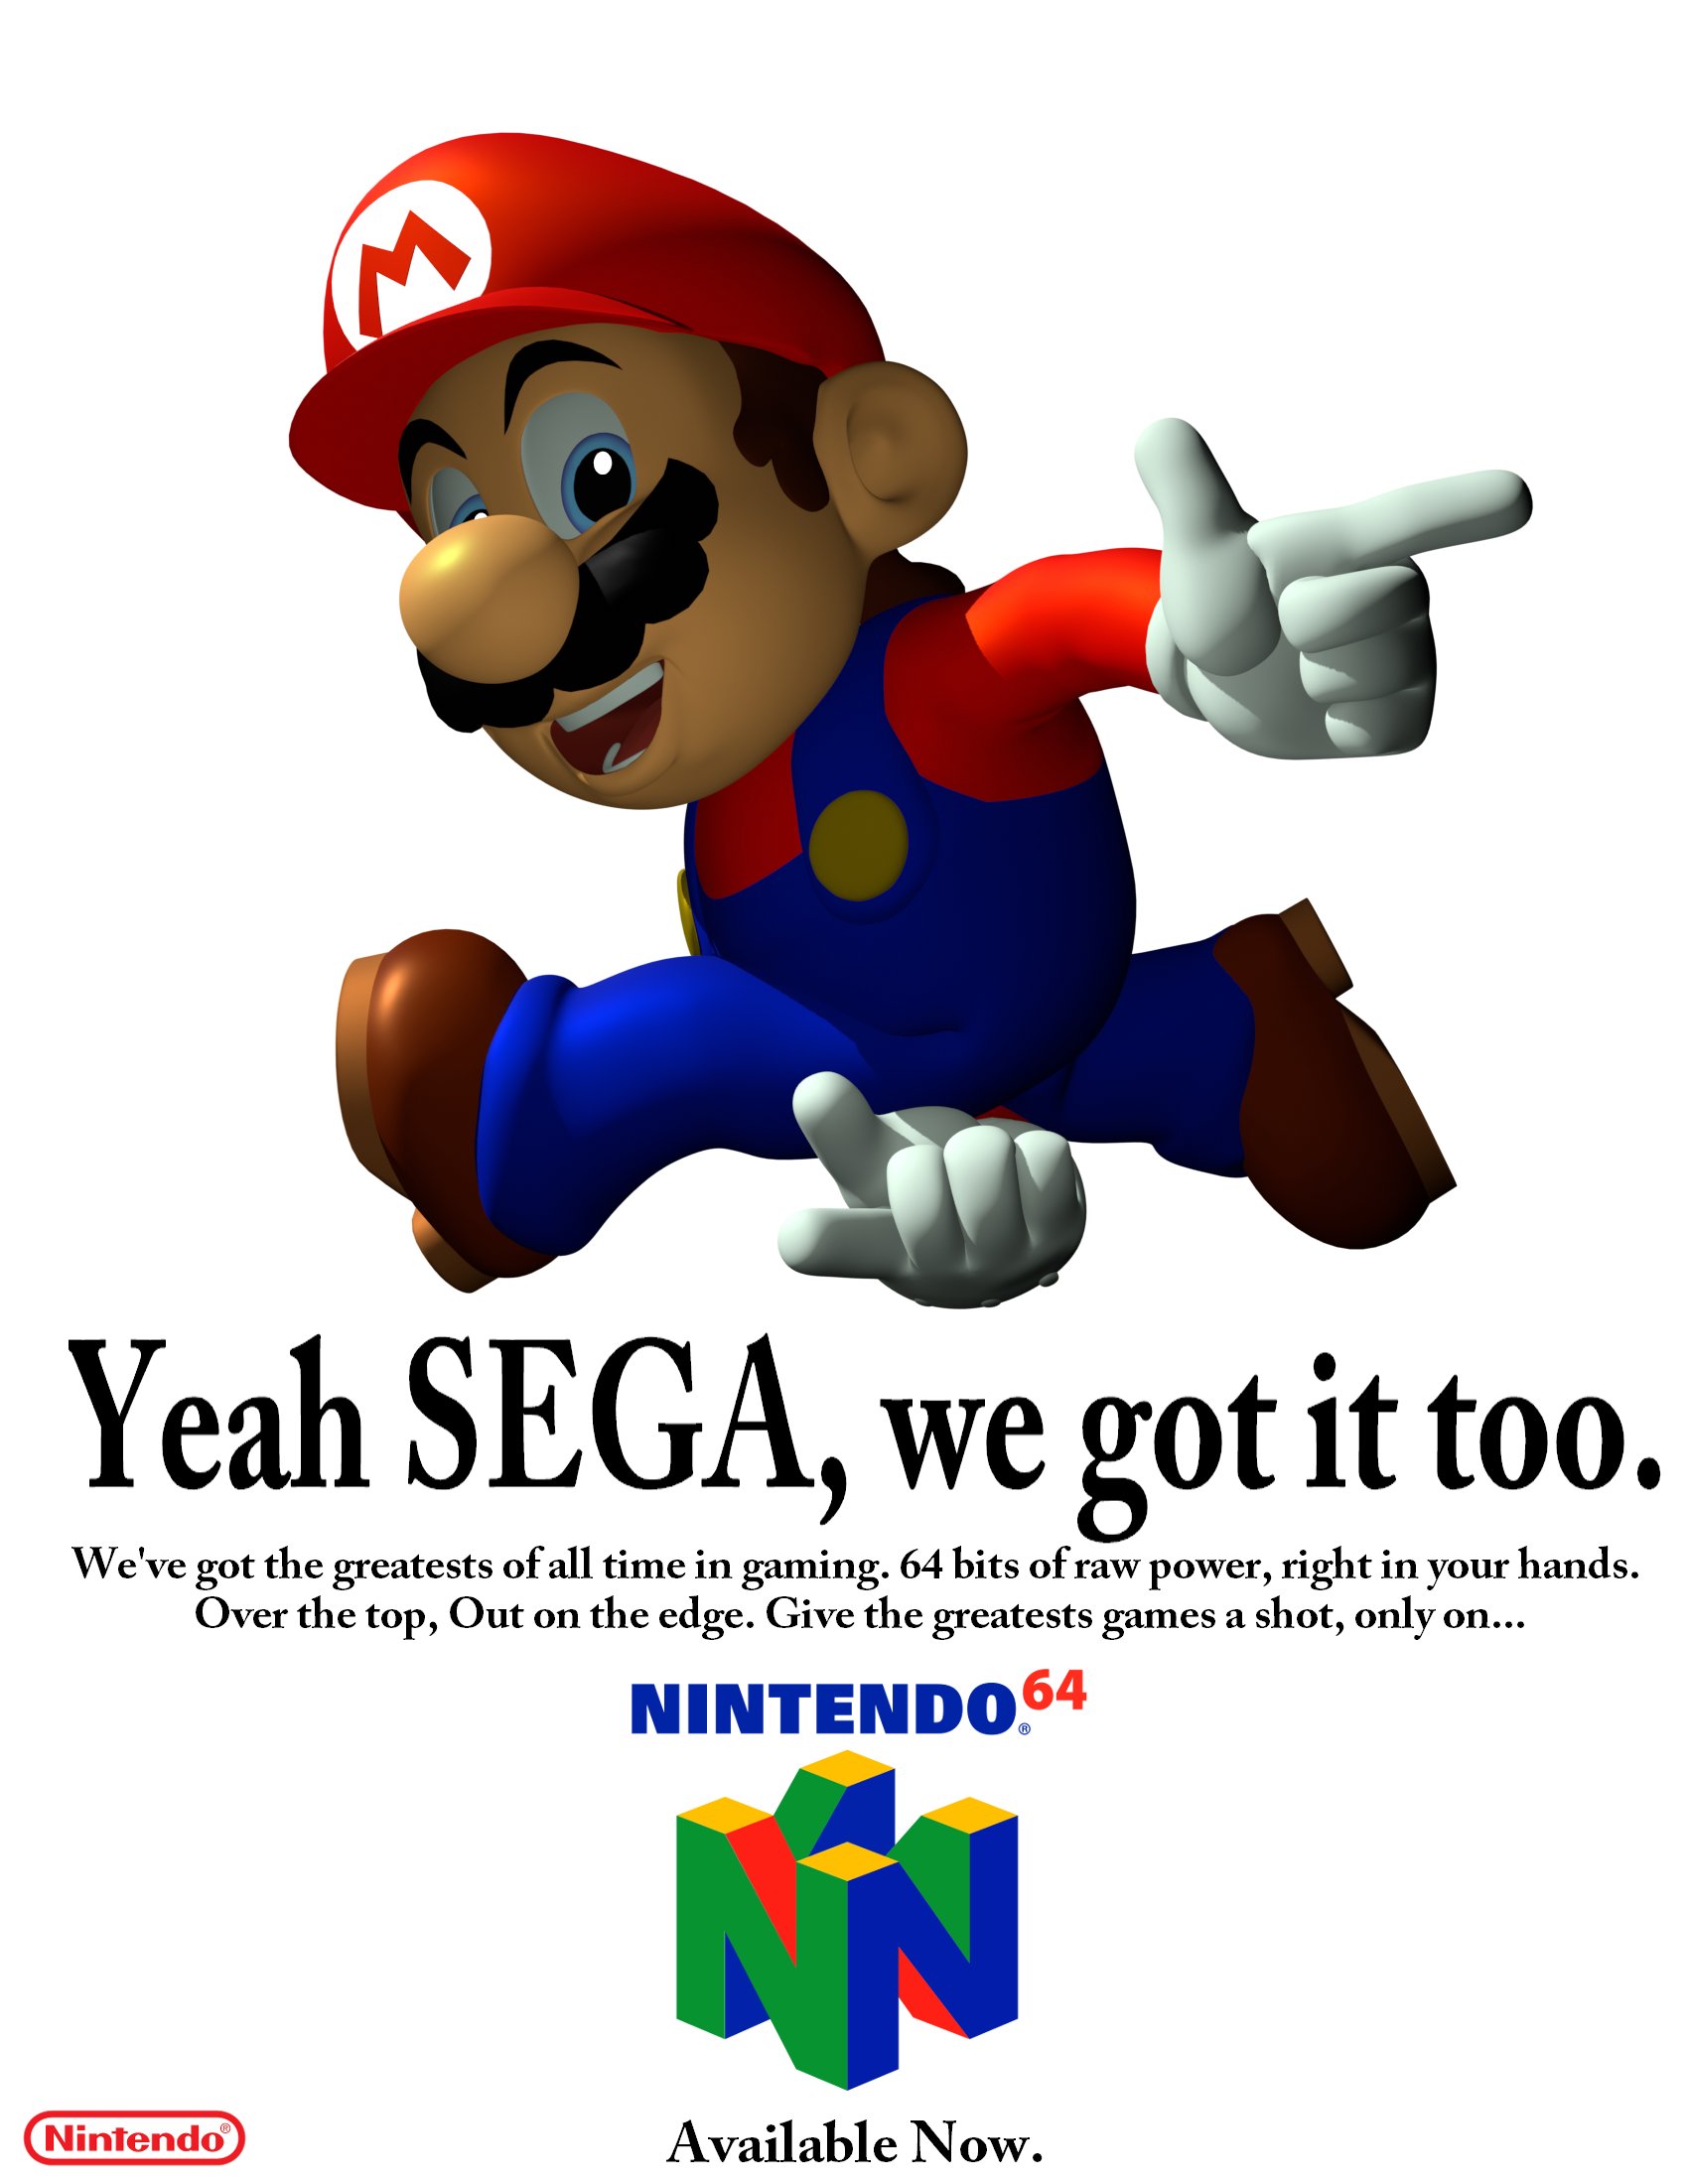 M
Yeah SEGA, we got it too.
We've got the greatests of all time in gaming. 64 bits of raw power, right in your hands.
Over the top, Out on the edge. Give the greatests games a shot, only on...
NINTENDO®64
Nintendo®
Available Now.